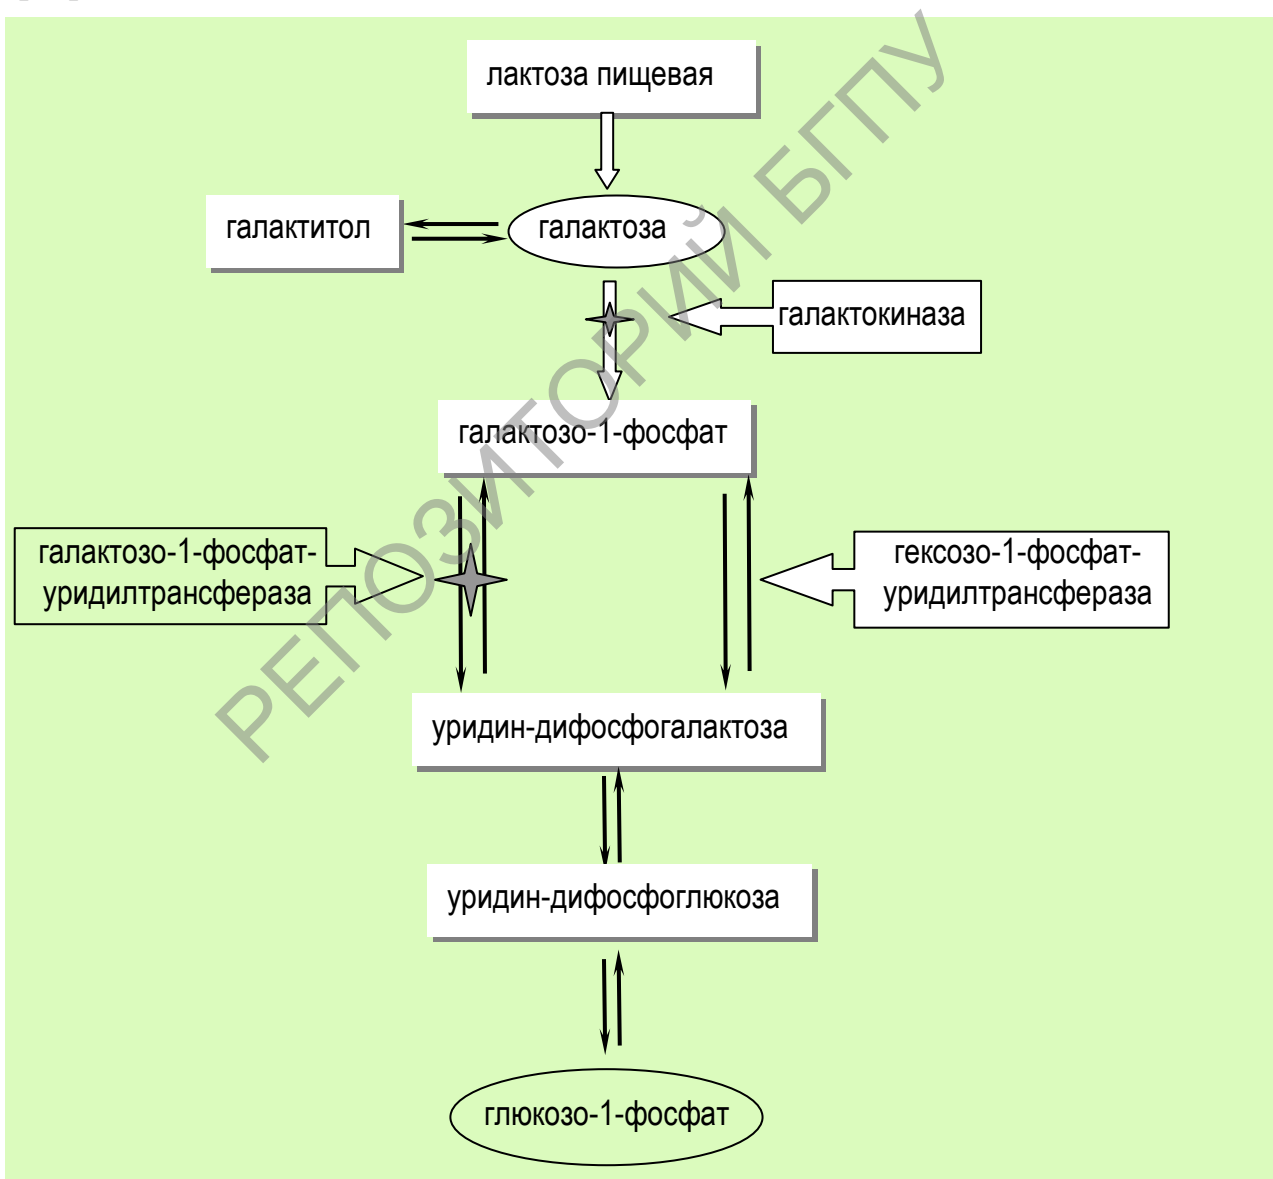 лактоза пищевая
галактитол
галактоза
галактокиназа
галактозо-1-фосфат
галактозо-1-фосфат-
уридилтрансфераза
гексозо-1-фосфат-
уридилтрансфераза
уридин-дифосфогалактоза
уридин-дифосфоглюкоза
глюкозо-1-фосфат
РЕПОЗИТОРИЙ БГПУ